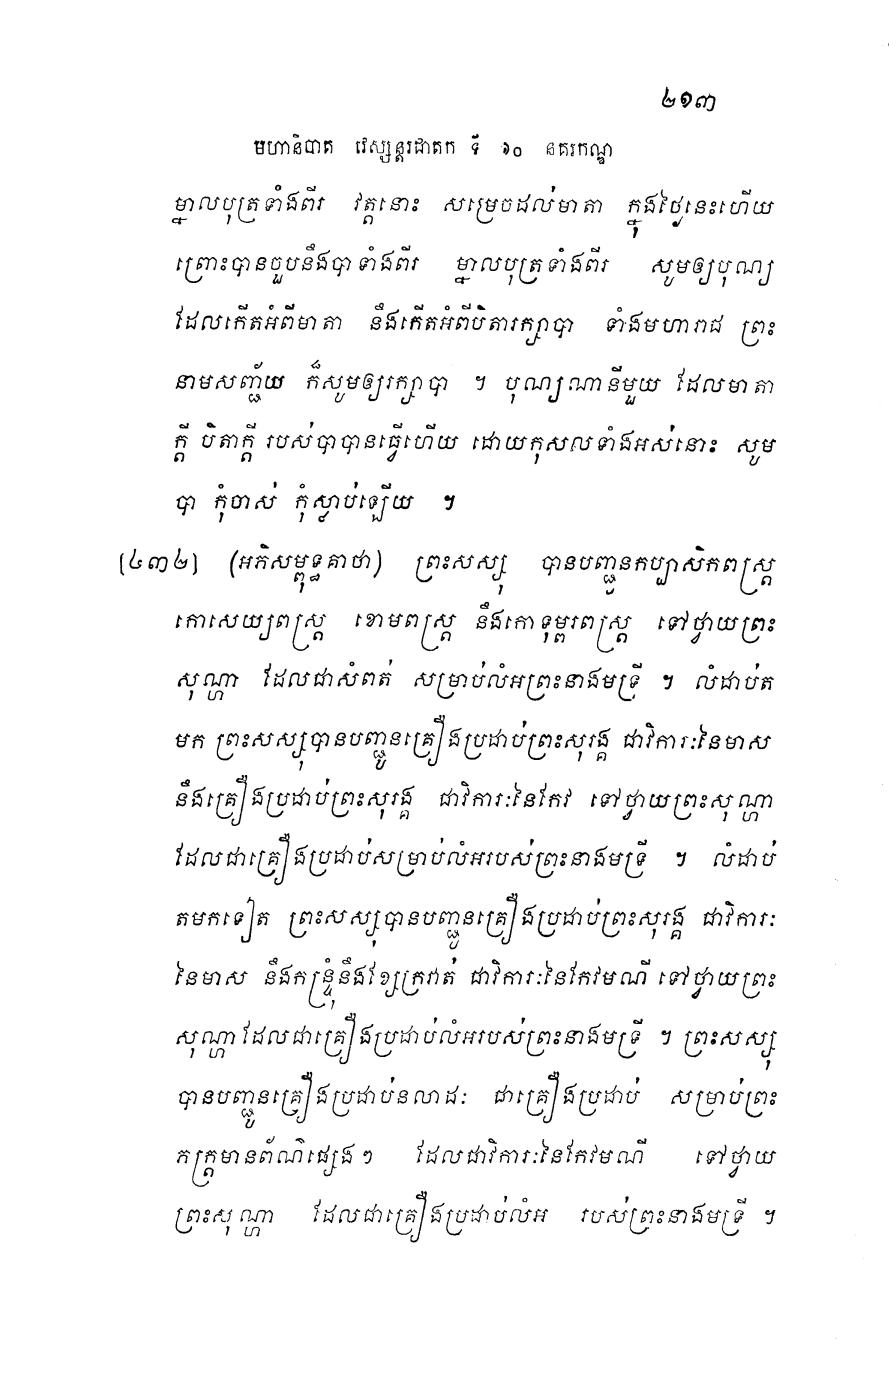 ២១៣
មហានិបាត វេស្សន្តរជាតក ទី ១០ នគរកណ្ឌ
ម្នាលបុត្រទាំងពីរ វត្តនោះ សម្រេចដល់មាតា ក្នុងថ្ងៃនេះហើយ
ព្រោះបានចួបនឹងបាទាំងពីរ ម្នាលបុត្រទាំងពីរ សូមឲ្យបុណ្យ
ដែលកើតអំពីមាតា នឹងកើតអំពីបិតារក្សាបា ទាំងមហារាជ ព្រះ
នាមសញ្ជ័យ ក៏សូមឲ្យរក្សាបា ។ បុណ្យណានីមួយ ដែលមាតា
ក្តី បិតាក្តី របស់បាបានធ្វើហើយ ដោយកុសលទាំងអស់នោះ សូម
បា កុំចាស់ កុំស្លាប់ឡើយ ។
[៤៣២] (អភិសម្ពុទ្ធគាថា) ព្រះសស្សុ បានបញ្ជូនកប្បាសិកពស្ត្រ
កោសេយ្យពស្ត្រ ខោមពស្ត្រ នឹងកោទុម្ពរពស្ត្រ ទៅថ្វាយព្រះ
សុណ្ហា ដែលជាសំពត់ សម្រាប់លំអព្រះនាងមទ្រី ។ លំដាប់ត
មក ព្រះសស្សុបានបញ្ជូនគ្រឿងប្រដាប់ព្រះសុរង្គ ជាវិការៈនៃមាស
នឹងគ្រឿងប្រដាប់ព្រះសុរង្គ ជាវិការៈនៃកែវ ទៅថ្វាយព្រះសុណ្ហា
ដែលជាគ្រឿងប្រដាប់សម្រាប់លំអរបស់ព្រះនាងមទ្រី ។ លំដាប់
តមកទៀត ព្រះសស្សុបានបញ្ជូនគ្រឿងប្រដាប់ព្រះសុរង្គ ជាវិការៈ
នៃមាស នឹងកន្ទ្រុំនឹងខ្សែក្រវាត់ ជាវិការៈនៃកែវមណី ទៅថ្វាយព្រះ
សុណ្ហា ដែលជាគ្រឿងប្រដាប់លំអរបស់ព្រះនាងមទ្រី ។ ព្រះសស្សុ
បានបញ្ជូនគ្រឿងប្រដាប់នលាដៈ ជាគ្រឿងប្រដាប់ សម្រាប់ព្រះ
ភក្ត្រមានព័ណ៌ផ្សេងៗ ដែលជាវិការៈនៃកែវមណី ទៅថ្វាយ
ព្រះសុណ្ហា ដែលជាគ្រឿងប្រដាប់លំអ របស់ព្រះនាងមទ្រី ។